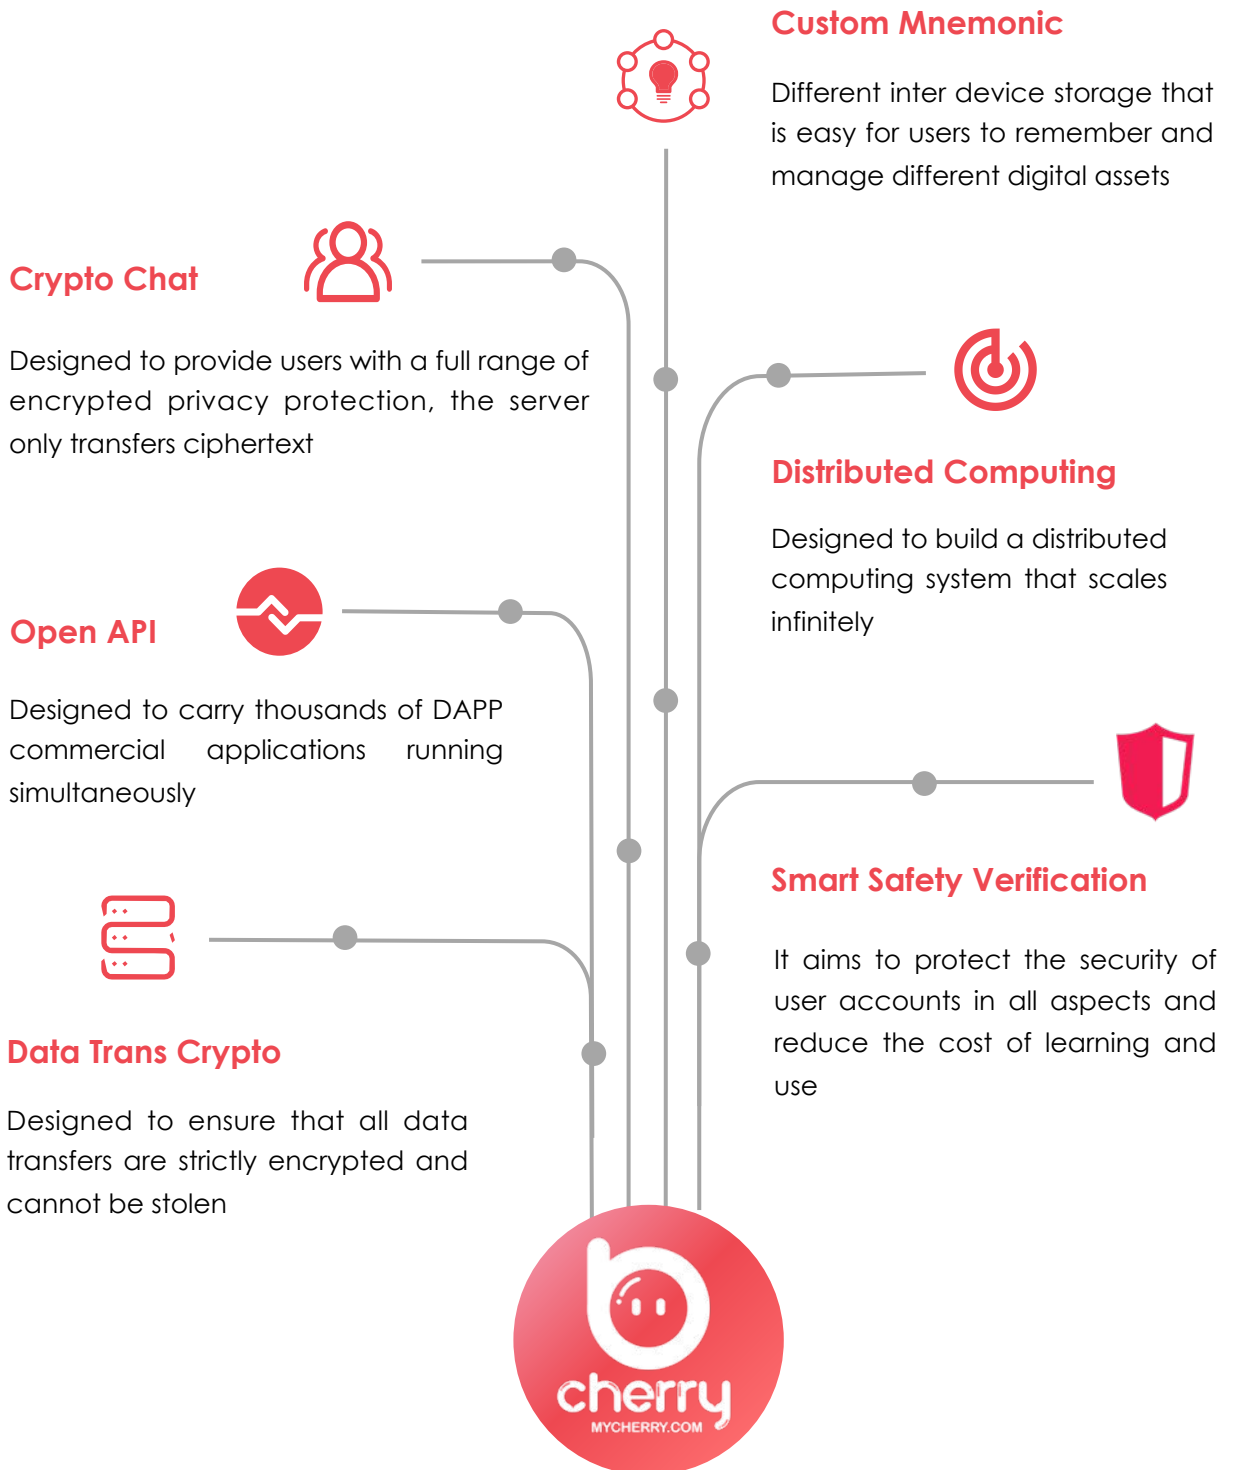 Custom Mnemonic
Different inter device storage that
is easy for users to remember and
manage different digital assets
Crypto Chat
Designed to provide users with a full range of
encrypted privacy protection, the server
only transfers ciphertext
Distributed Computing
Designed to build a distributed
computing system that scales
infinitely
Open API
Designed to carry thousands of DAPP
commercial applications running
simultaneously
Smart Safety Verification
It aims to protect the security of
user accounts in all aspects and
reduce the cost of learning and
use
Data Trans Crypto
Designed to ensure that all data
transfers are strictly encrypted and
cannot be stolen
cherry
MYCHERRY.COM